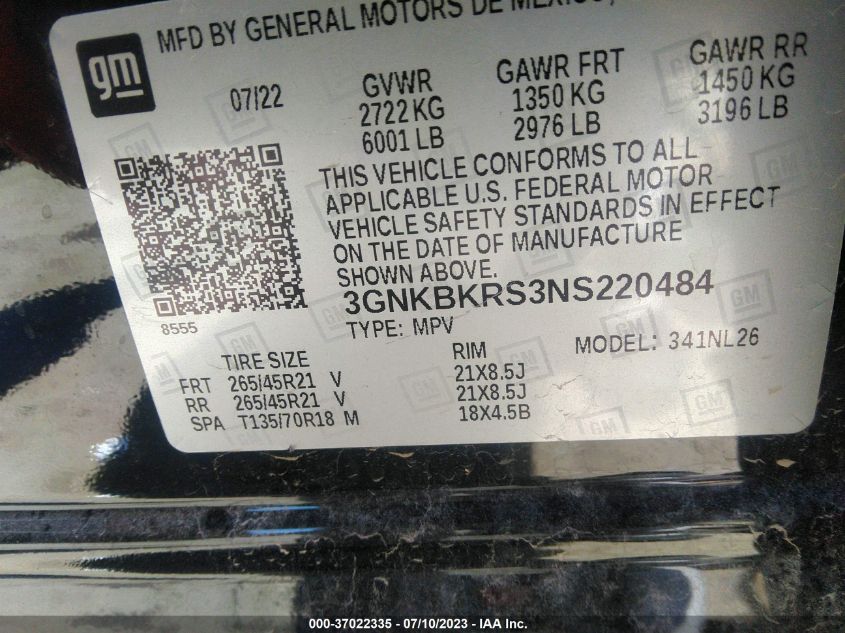 MFD BY GENERAL MOTORS DE MEXICO,
gm
07/22
GVWR
2722 KG
6001 LB
GAWR FRT
1350 KG
2976 LB
GAWR RR
1450 KG
3196 LB
THIS VEHICLE CONFORMS TO ALL
APPLICABLE U.S. FEDERAL MOTOR
VEHICLE SAFETY STANDARDS IN EFFECT
ON THE DATE OF MANUFACTURE
SHOWN ABOVE.
3GNKBKRS3NS220484
8555
TYPE: MPV
MODEL: 341NL26
TIRE SIZE RIM
FRT 265/45R21 V 21X8.5J
RR 265/45R21 V 21X8.5J
SPA T135/70R18 M 18X4.5B
000-37022335 - 07/10/2023 - IAA Inc.